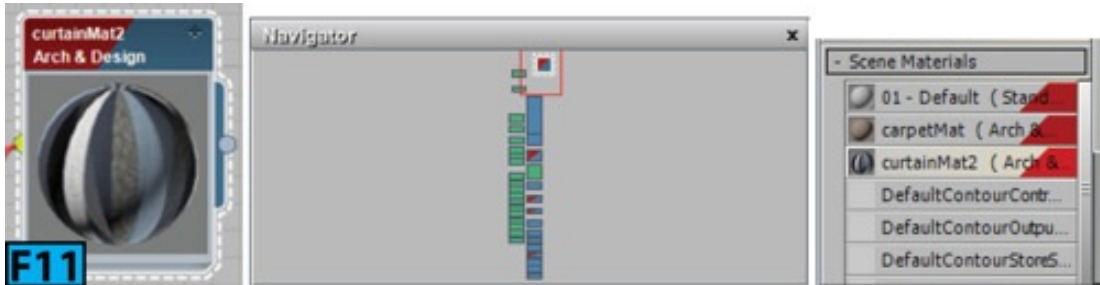 curtainMat2
Arch & Design
F11
Navigator
x
- Scene Materials
01 - Default ( Stand...
carpetMat ( Arch &...
curtainMat2 ( Arch &...
DefaultContourContr...
DefaultContourOutpu...
DefaultContourStoreS...